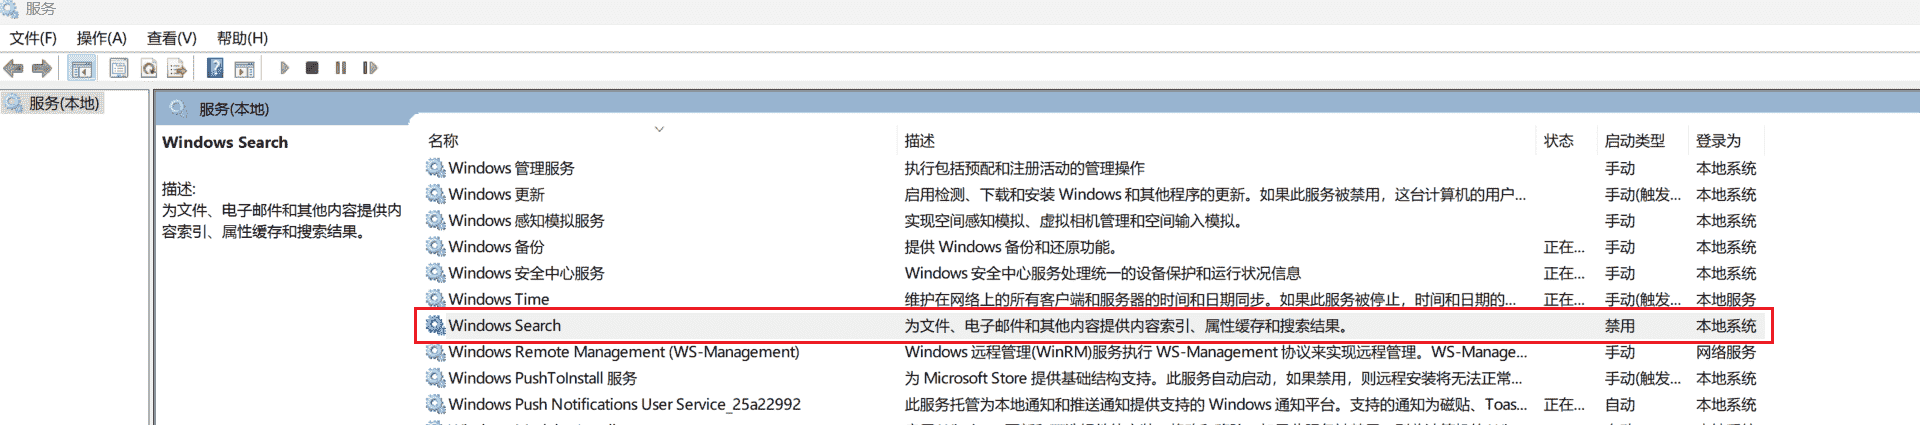 服务
文件(F) 操作(A) 查看(V) 帮助(H)
服务(本地)
服务(本地)
Windows Search
描述:
为文件、电子邮件和其他内容提供内
容索引、属性缓存和搜索结果。
名称 描述 状态 启动类型 登录为
Windows 管理服务 执行包括预配和注册活动的管理操作 手动 本地系统
Windows 更新 启用检测、下载和安装 Windows 和其他程序的更新。如果此服务被禁用，这台计算机的用户... 手动(触发... 本地系统
Windows 感知模拟服务 实现空间感知模拟、虚拟相机管理和空间输入模拟。 手动 本地系统
Windows 备份 提供 Windows 备份和还原功能。 正在... 手动 本地系统
Windows 安全中心服务 Windows 安全中心服务处理统一的设备保护和运行状况信息 正在... 手动 本地系统
Windows Time 维护在网络上的所有客户端和服务器的时间和日期同步。如果此服务被停止，时间和日期的... 正在... 手动(触发... 本地服务
Windows Search 为文件、电子邮件和其他内容提供内容索引、属性缓存和搜索结果。 禁用 本地系统
Windows Remote Management (WS-Management) Windows 远程管理(WinRM)服务执行 WS-Management 协议来实现远程管理。WS-Manage... 手动 网络服务
Windows PushToInstall 服务 为 Microsoft Store 提供基础结构支持。此服务自动启动，如果禁用，则远程安装将无法正常... 手动(触发... 本地系统
Windows Push Notifications User Service_25a22992 此服务托管为本地通知和推送通知提供支持的 Windows 通知平台。支持的通知为磁贴、Toas... 正在... 自动 本地系统